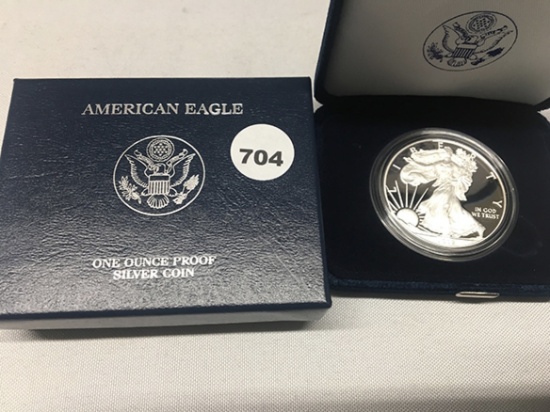 AMERICAN EAGLE
704
ONE OUNCE PROOF
SILVER COIN
LIBERTY
IN GOD
WE TRUST